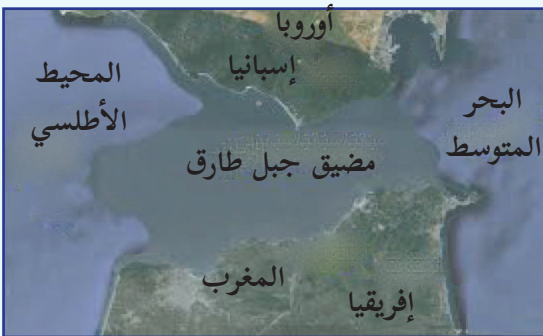 أوروبا
إسبانيا
المحيط
الأطلسي
البحر
المتوسط
مضيق جبل طارق
المغرب
إفريقيا